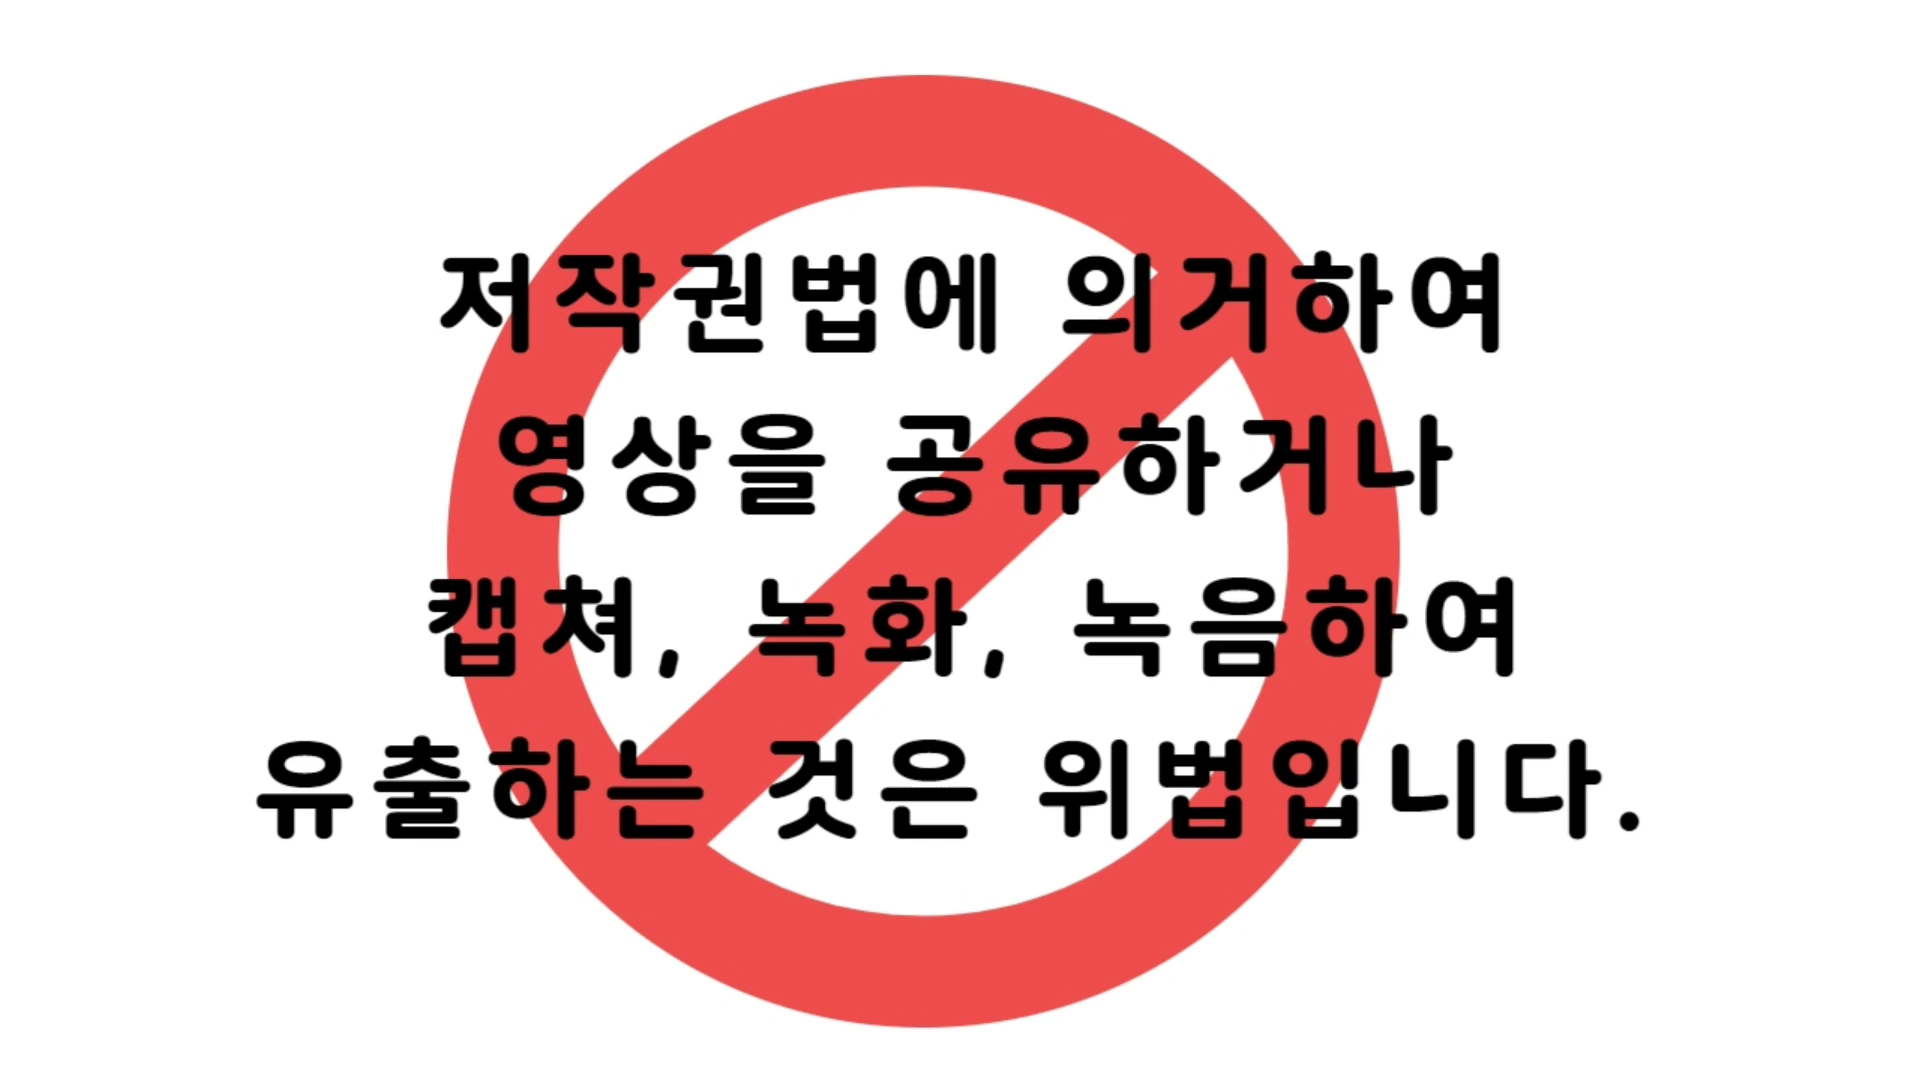 저작권법에 의거하여
영상을 공유하거나
캡쳐, 녹화, 녹음하여
유출하는 것은 위법입니다.